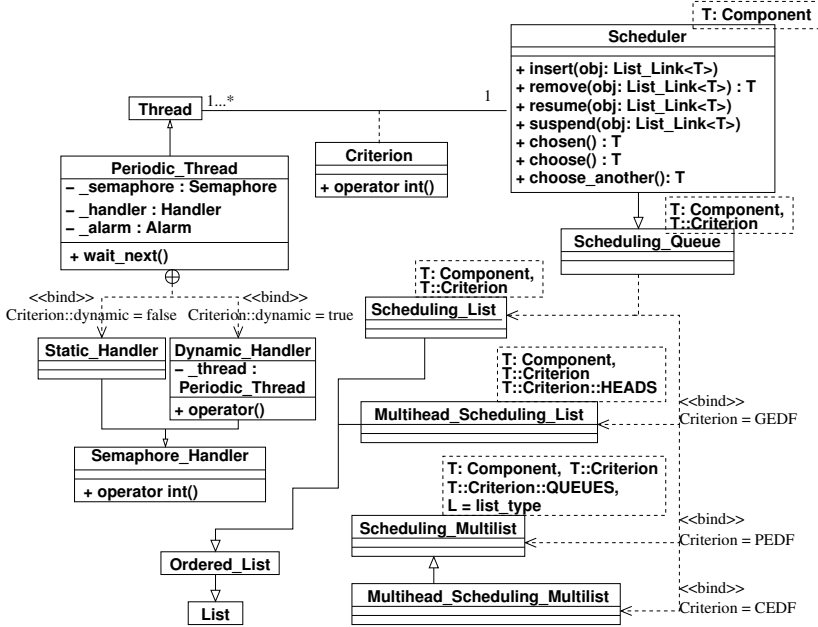 T: Component
Scheduler
+ insert(obj: List_Link<T>)
+ remove(obj: List_Link<T>) : T
+ resume(obj: List_Link<T>)
+ suspend(obj: List_Link<T>)
+ chosen() : T
+ choose() : T
+ choose_another(): T
1...*
1
Thread
Criterion
+ operator int()
Periodic_Thread
− _semaphore : Semaphore
− _handler : Handler
− _alarm : Alarm
+ wait_next()
T: Component,
T::Criterion
Scheduling_Queue
<<bind>>
Criterion::dynamic = false
<<bind>>
Criterion::dynamic = true
T: Component,
T::Criterion
Scheduling_List
Static_Handler
Dynamic_Handler
− _thread :
Periodic_Thread
+ operator()
T: Component,
T::Criterion
T::Criterion::HEADS
Multihead_Scheduling_List
<<bind>>
Criterion = GEDF
Semaphore_Handler
+ operator int()
T: Component, T::Criterion
T::Criterion::QUEUES,
L = list_type
Scheduling_Multilist
<<bind>>
Criterion = PEDF
Ordered_List
List
Multihead_Scheduling_Multilist
<<bind>>
Criterion = CEDF